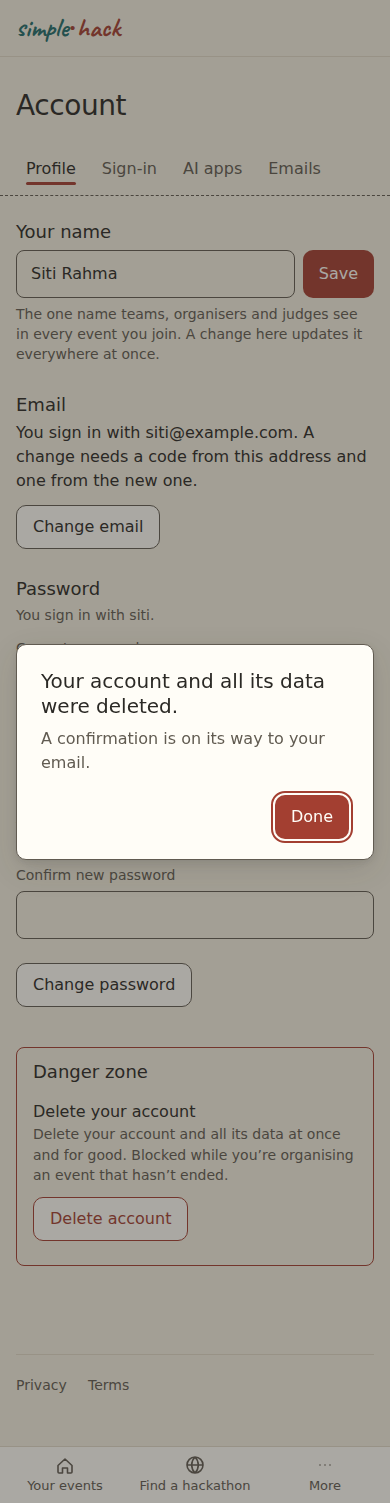 simple hack
Account
Profile Sign-in AI apps Emails
Your name
Siti Rahma Save
The one name teams, organisers and judges see
in every event you join. A change here updates it
everywhere at once.
Email
You sign in with siti@example.com. A
change needs a code from this address and
one from the new one.
Change email
Password
You sign in with siti.
Your account and all its data
were deleted.
A confirmation is on its way to your
email.
Done
Confirm new password
Change password
Danger zone
Delete your account
Delete your account and all its data at once
and for good. Blocked while you’re organising
an event that hasn’t ended.
Delete account
Privacy Terms
Your events Find a hackathon More